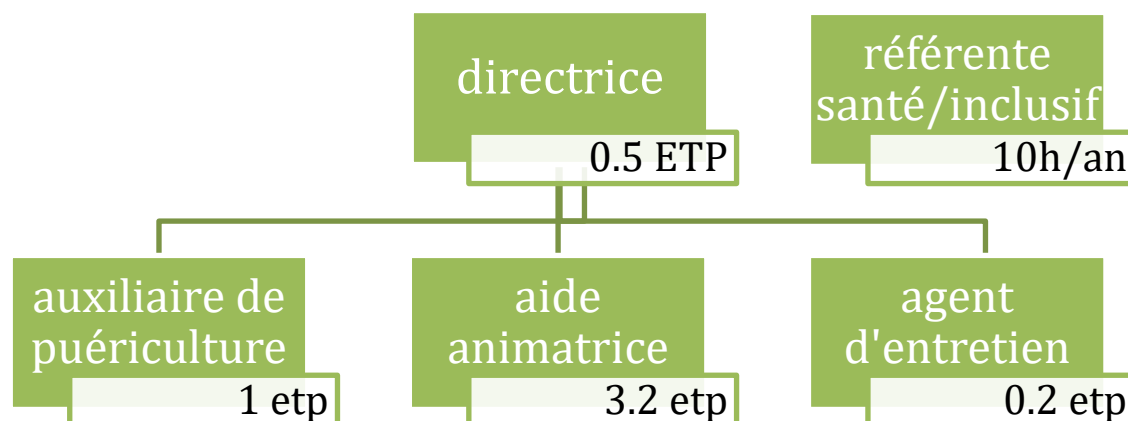 directrice
0.5 ETP
référente
santé/inclusif
10h/an
auxiliaire de
puériculture
1 etp
aide
animatrice
3.2 etp
agent
d'entretien
0.2 etp